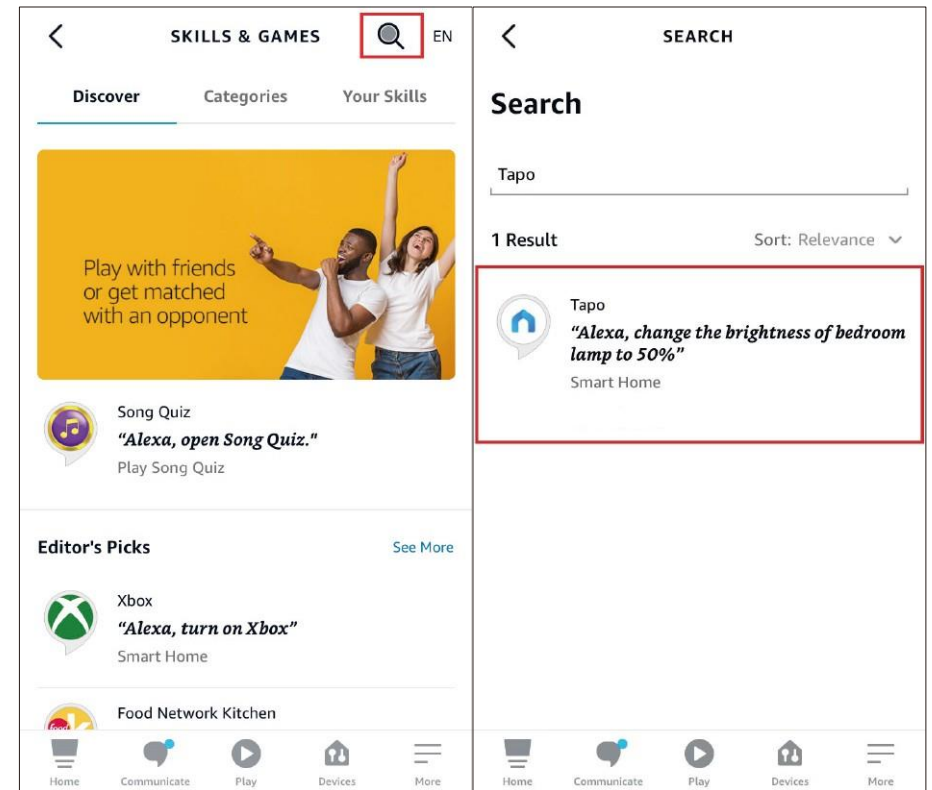 SKILLS & GAMES
EN
Discover
Categories
Your Skills
Play with friends
or get matched
with an opponent
Song Quiz
“Alexa, open Song Quiz."
Play Song Quiz
Editor's Picks
See More
Xbox
“Alexa, turn on Xbox”
Smart Home
Food Network Kitchen
food
Home
Communicate
Play
Devices
More
SEARCH
Search
Tapo
1 Result
Sort: Relevance
Tapo
“Alexa, change the brightness of bedroom
lamp to 50%”
Smart Home
Home
Communicate
Play
Devices
More